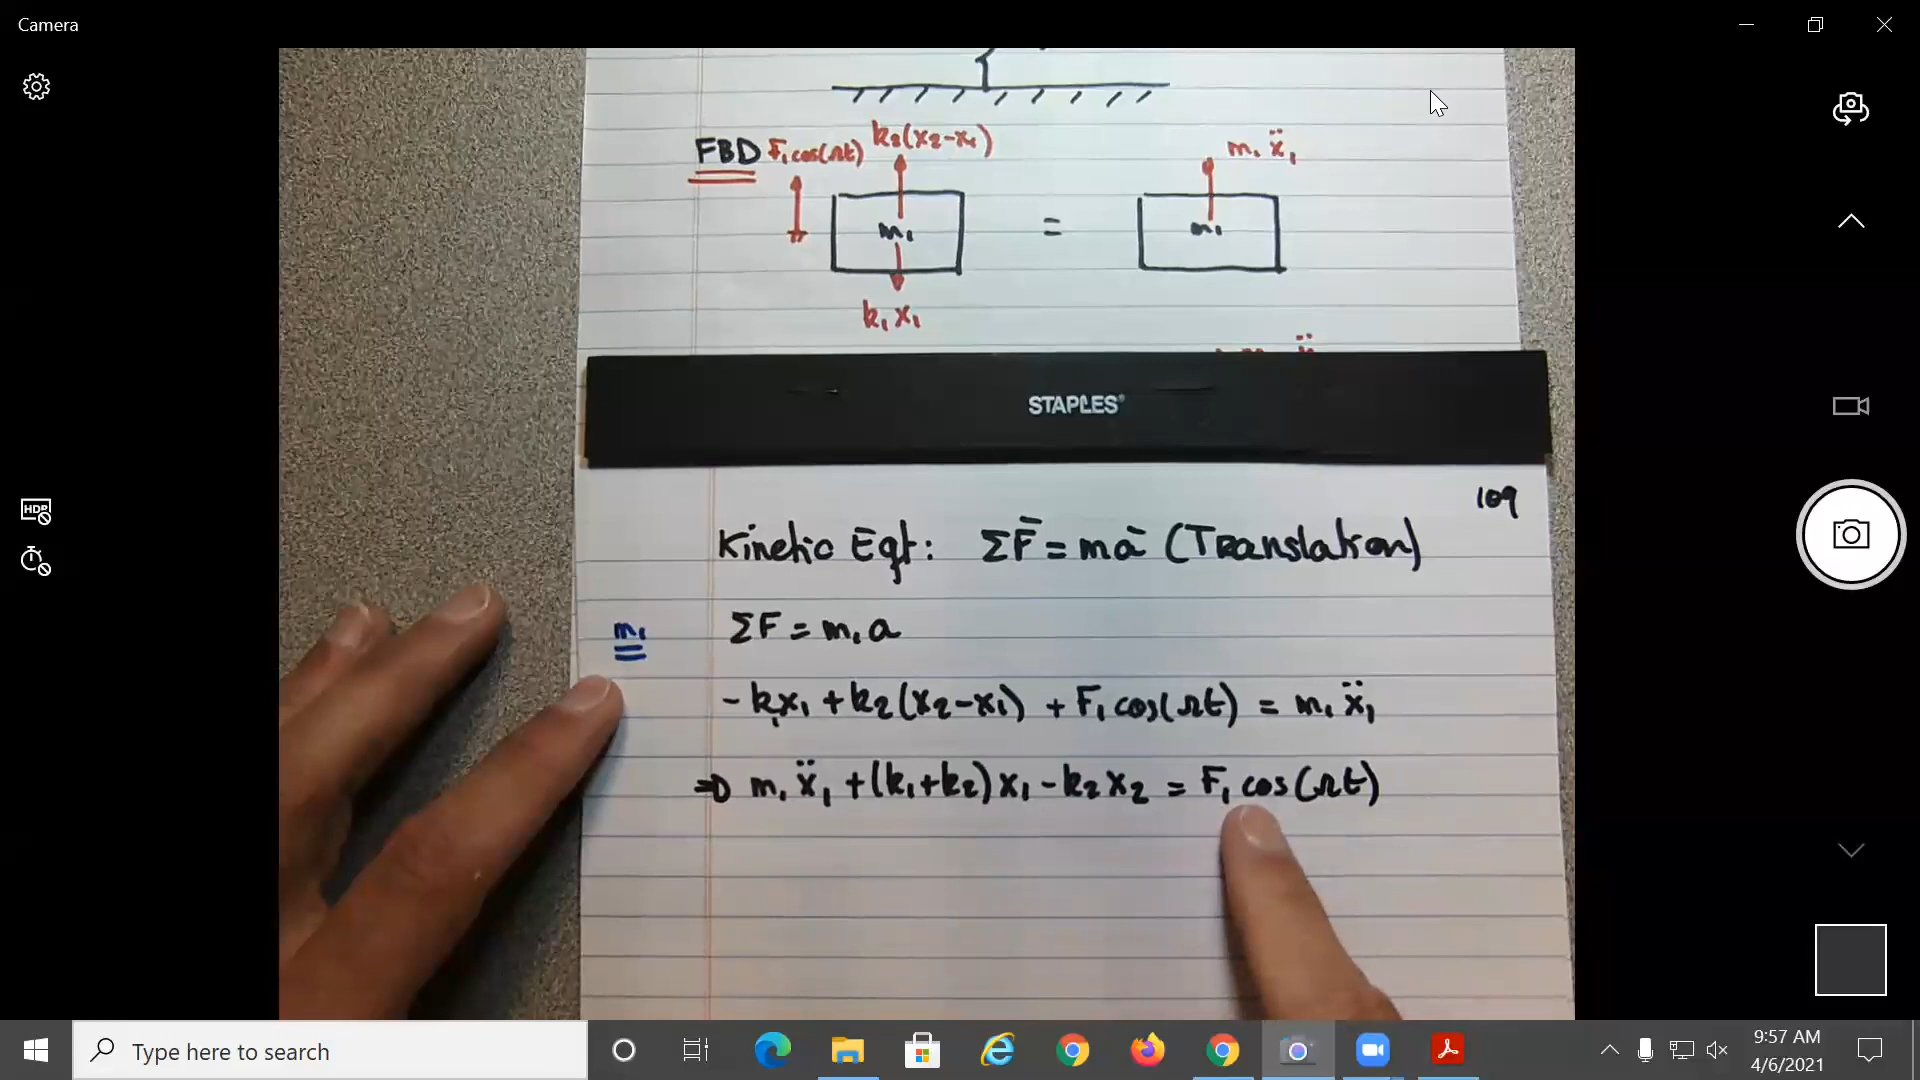 Camera
FBD F₁cos(Ωt) k₂(x₂-x₁) m₁ẍ₁
m₁ = m₁
k₁x₁
STAPLES
109
Kinetic Eqt: ΣF̄ = mā (Translation)
m₁ ΣF = m₁a
-k₁x₁ + k₂(x₂-x₁) + F₁cos(Ωt) = m₁ẍ₁
⇒ m₁ẍ₁ + (k₁+k₂)x₁ - k₂x₂ = F₁cos(Ωt)
Type here to search
9:57 AM
4/6/2021